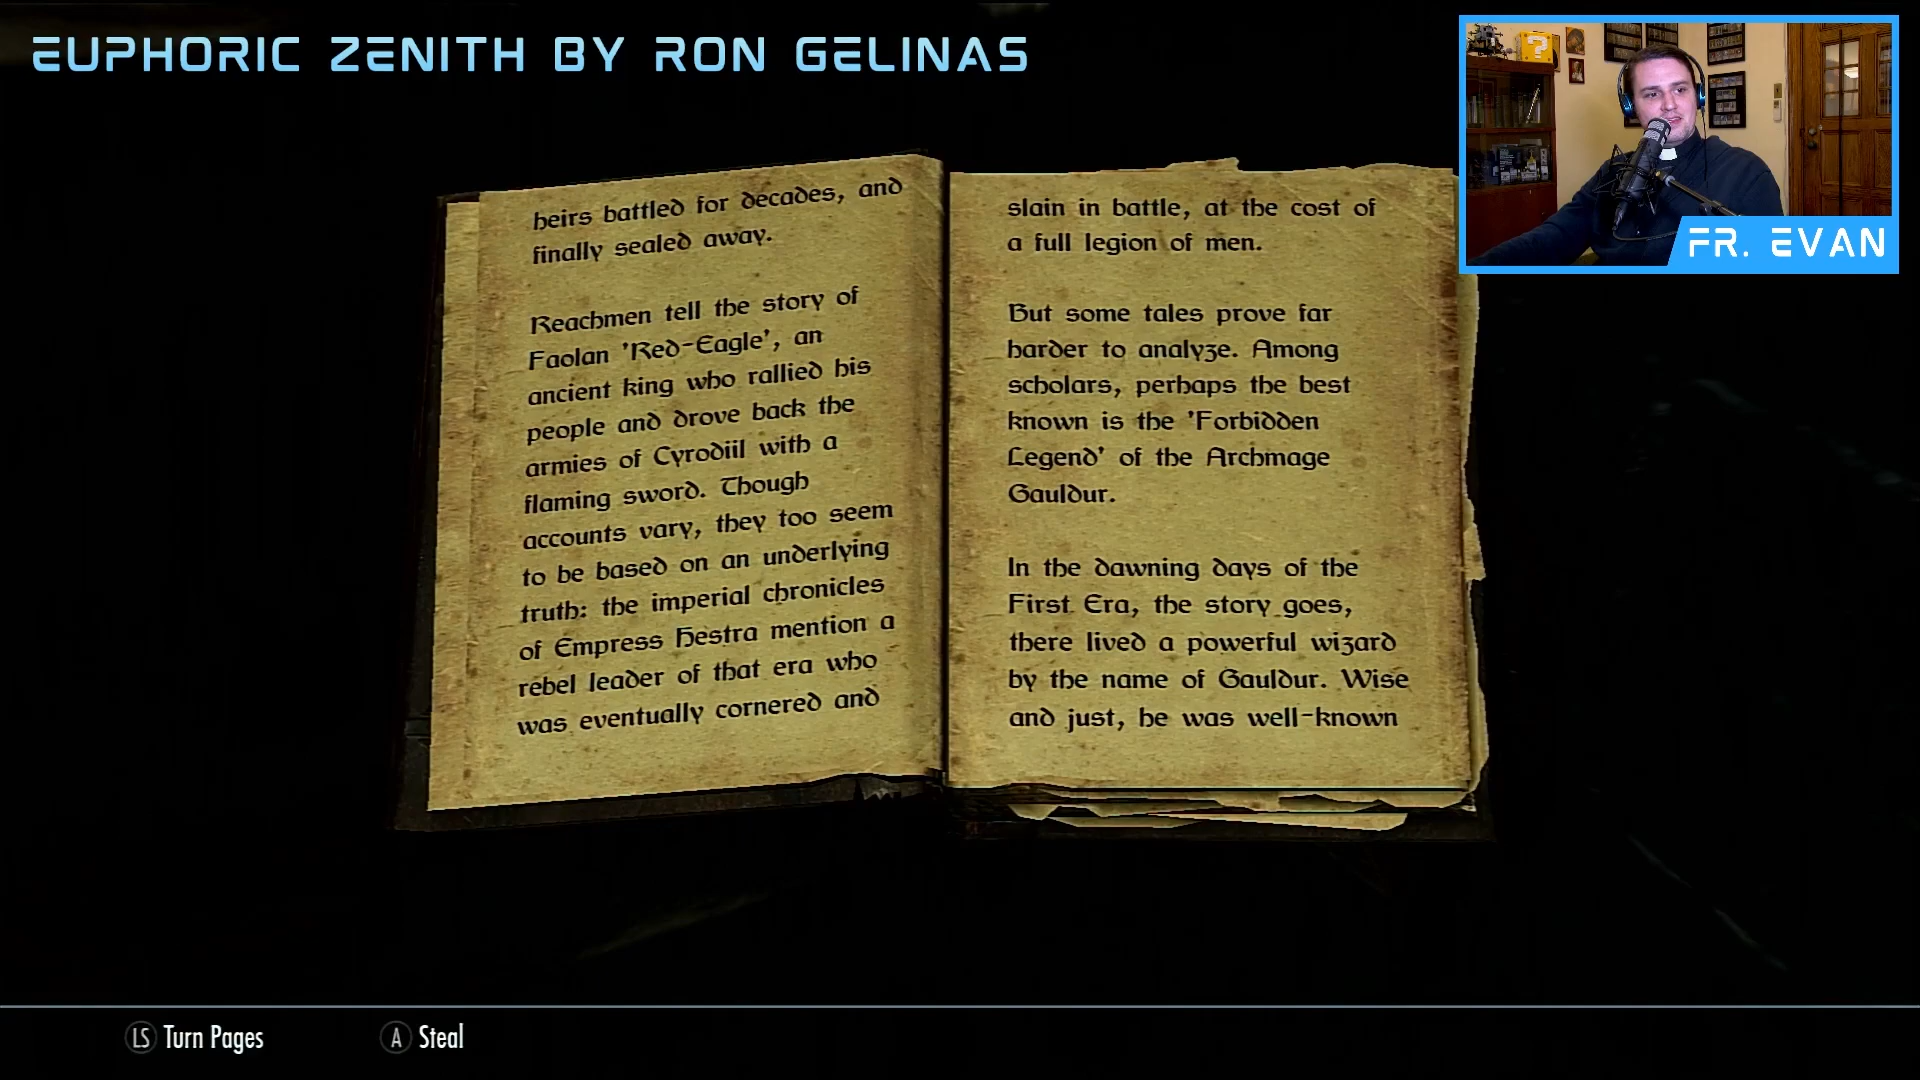 EUPHORIC ZENITH BY RON GELINAS
FR. EVAN
heirs battled for decades, and
finally sealed away.
Reachmen tell the story of
Faolan 'Red-Eagle', an
ancient king who rallied his
people and drove back the
armies of Cyrodiil with a
flaming sword. Though
accounts vary, they too seem
to be based on an underlying
truth: the imperial chronicles
of Empress Hestra mention a
rebel leader of that era who
was eventually cornered and
slain in battle, at the cost of
a full legion of men.
But some tales prove far
harder to analyze. Among
scholars, perhaps the best
known is the 'Forbidden
Legend' of the Archmage
Gauldur.
In the dawning days of the
First Era, the story goes,
there lived a powerful wizard
by the name of Gauldur. Wise
and just, he was well-known
LS Turn Pages
A Steal